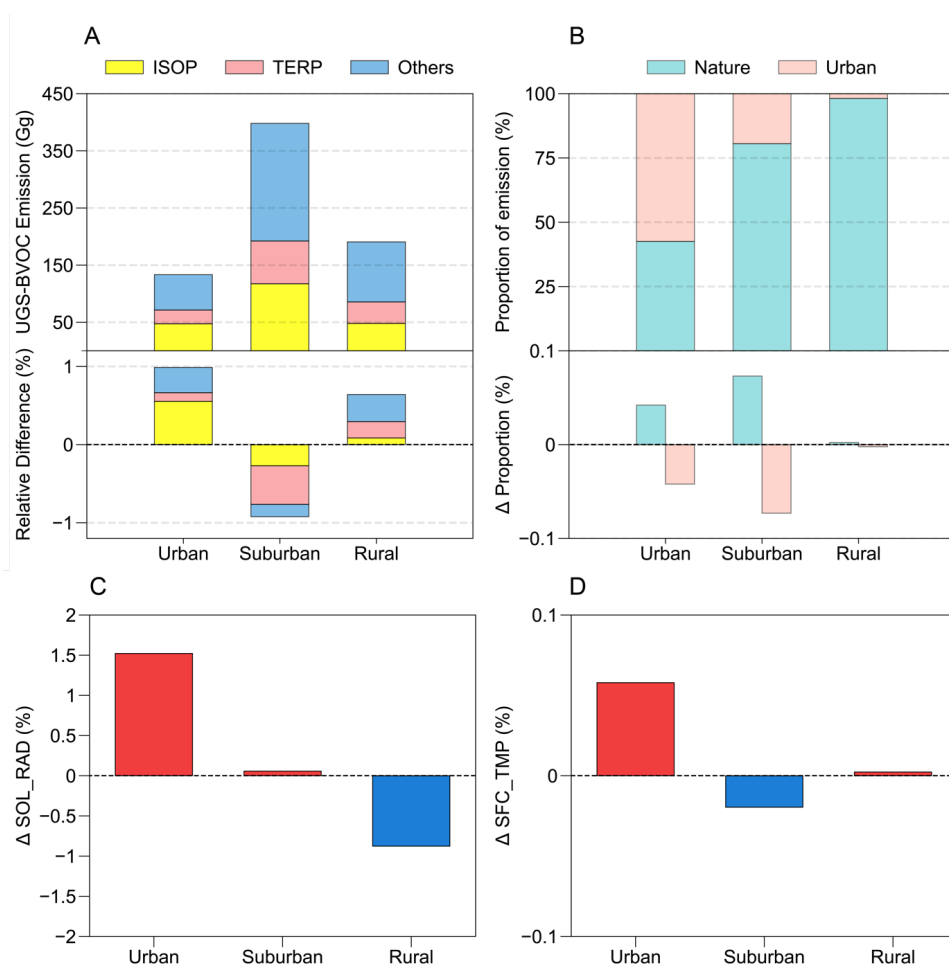 A
ISOP TERP Others
UGS-BVOC Emission (Gg)
450
350
250
150
50
Relative Difference (%)
1
0
−1
Urban Suburban Rural
B
Nature Urban
Proportion of emission (%)
100
75
50
25
0.1
Δ Proportion (%)
0
−0.1
Urban Suburban Rural
C
Δ SOL_RAD (%)
2
1.5
1
0.5
0
−0.5
−1
−1.5
−2
Urban Suburban Rural
D
Δ SFC_TMP (%)
0.1
0
−0.1
Urban Suburban Rural